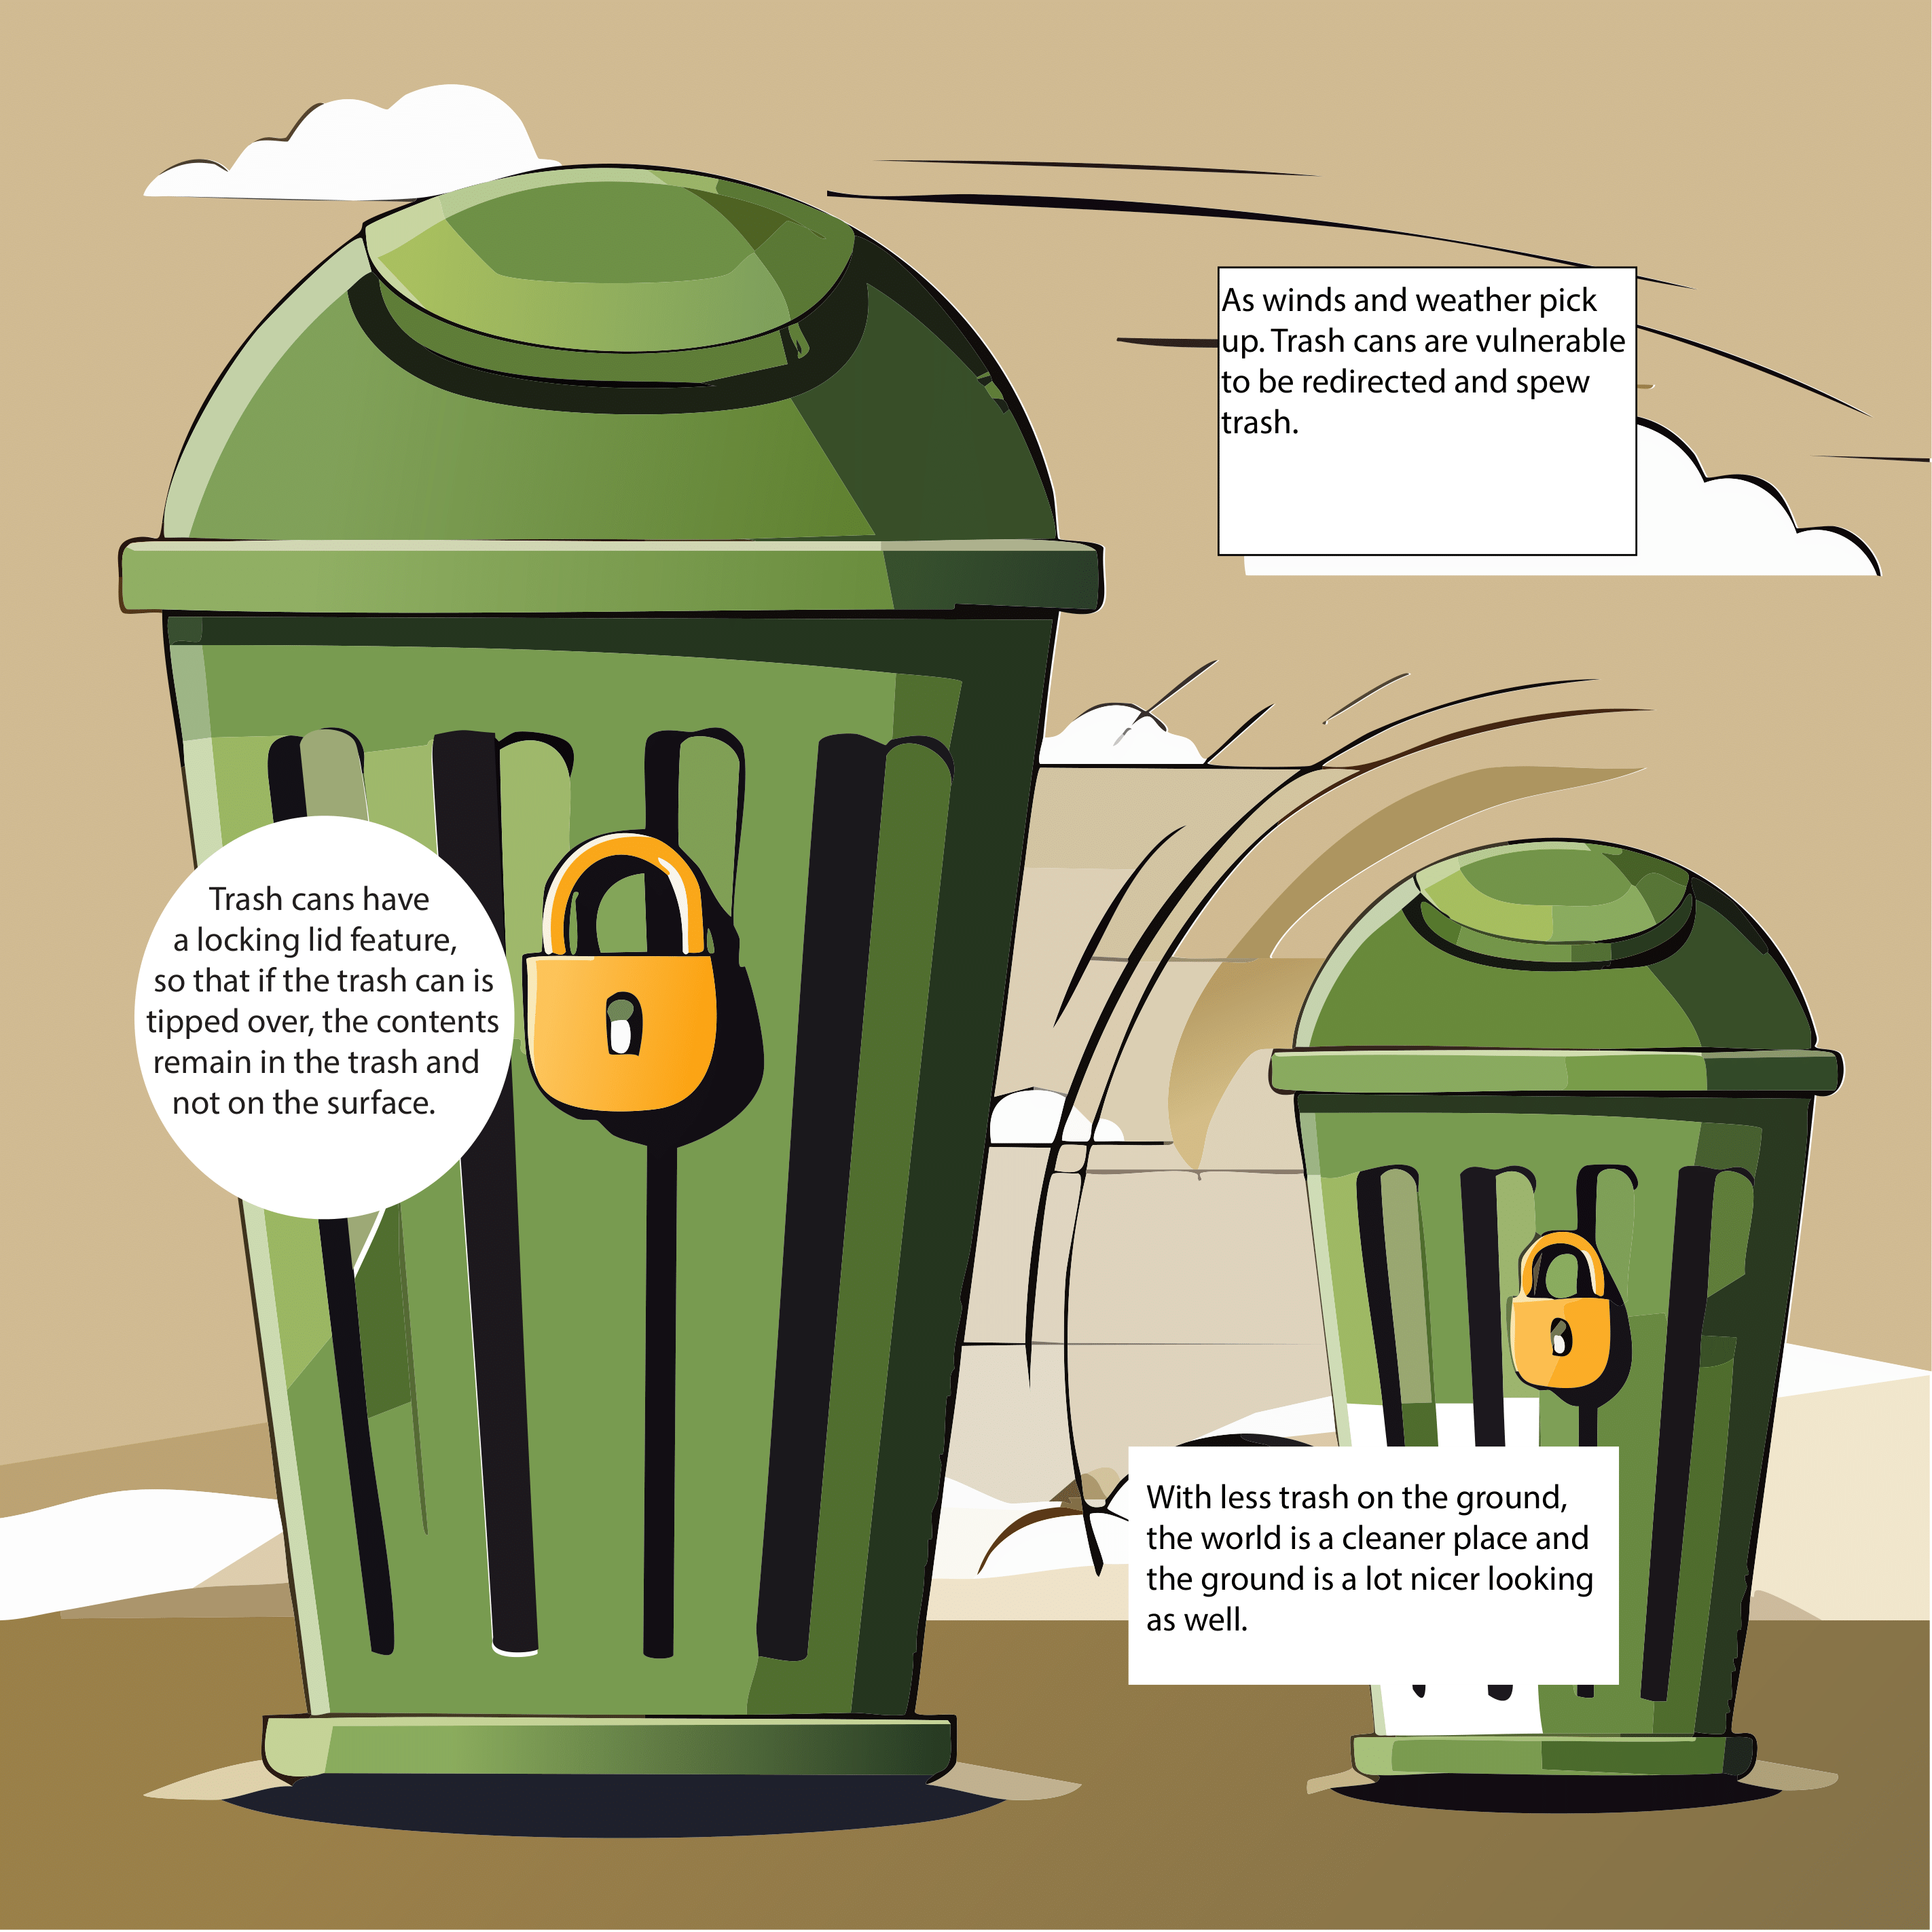 As winds and weather pick
up. Trash cans are vulnerable
to be redirected and spew
trash.
Trash cans have
a locking lid feature,
so that if the trash can is
tipped over, the contents
remain in the trash and
not on the surface.
With less trash on the ground,
the world is a cleaner place and
the ground is a lot nicer looking
as well.